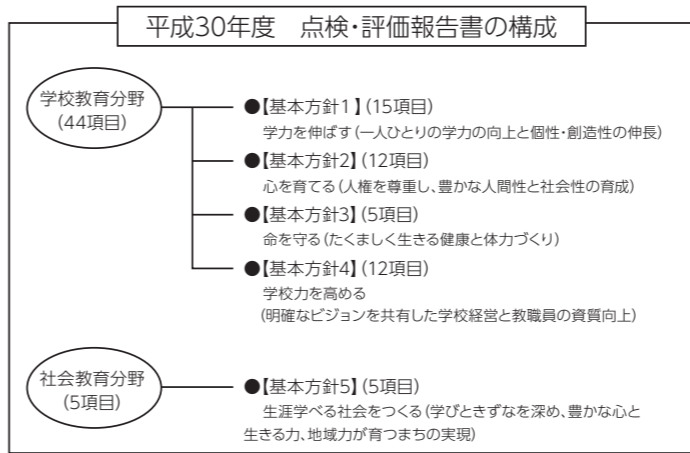 平成30年度　点検・評価報告書の構成
学校教育分野
(44項目)
●【基本方針1】(15項目)
学力を伸ばす(一人ひとりの学力の向上と個性・創造性の伸長)
●【基本方針2】(12項目)
心を育てる(人権を尊重し、豊かな人間性と社会性の育成)
●【基本方針3】(5項目)
命を守る(たくましく生きる健康と体力づくり)
●【基本方針4】(12項目)
学校力を高める
(明確なビジョンを共有した学校経営と教職員の資質向上)
社会教育分野
(5項目)
●【基本方針5】(5項目)
生涯学べる社会をつくる(学びときずなを深め、豊かな心と
生きる力、地域力が育つまちの実現)